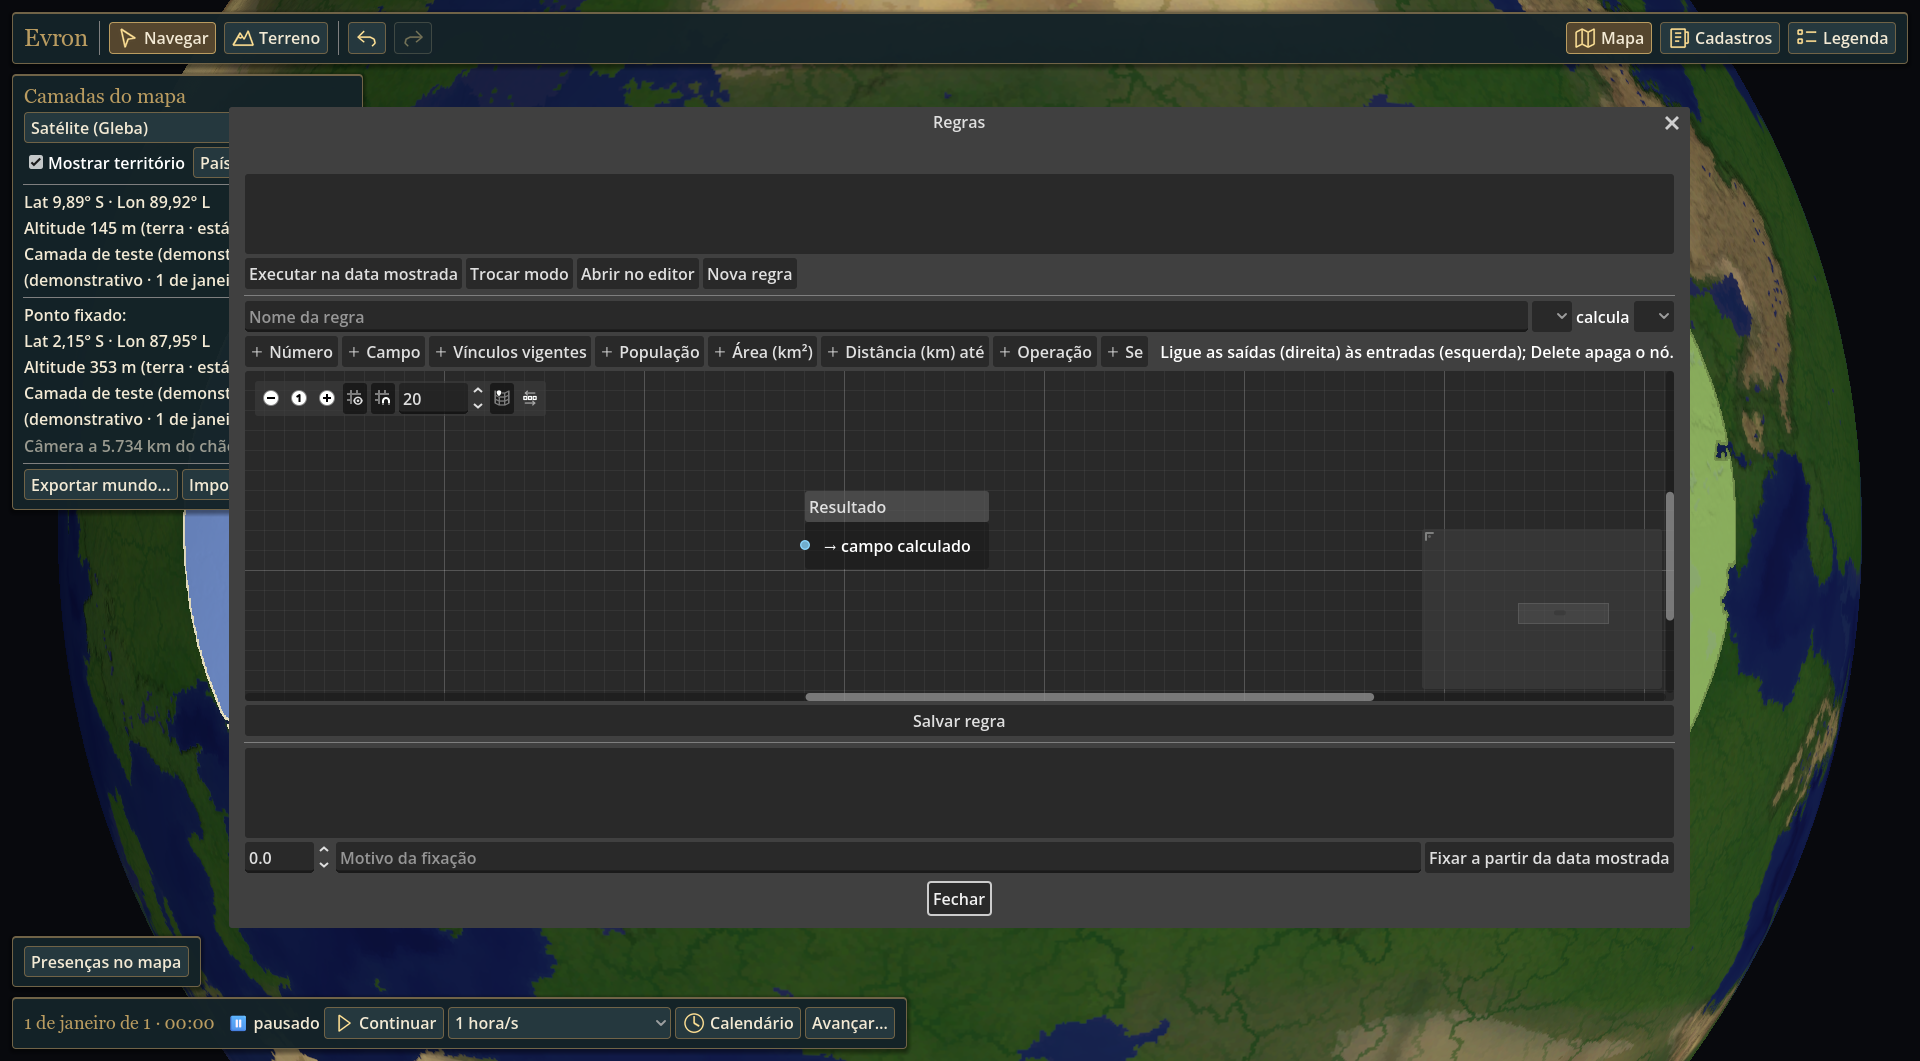 Evron
Navegar
Terreno
Mapa
Cadastros
Legenda
Camadas do mapa
Satélite (Gleba)
Mostrar território
País
Lat 9,89° S · Lon 89,92° L
Altitude 145 m (terra · está
Camada de teste (demonst
(demonstrativo · 1 de janei
Ponto fixado:
Lat 2,15° S · Lon 87,95° L
Altitude 353 m (terra · está
Camada de teste (demonst
(demonstrativo · 1 de janei
Câmera a 5.734 km do chão
Exportar mundo...
Impo
Regras
Executar na data mostrada
Trocar modo
Abrir no editor
Nova regra
Nome da regra
calcula
+ Número
+ Campo
+ Vínculos vigentes
+ População
+ Área (km²)
+ Distância (km) até
+ Operação
+ Se
Ligue as saídas (direita) às entradas (esquerda); Delete apaga o nó.
1
20
Resultado
→ campo calculado
Salvar regra
0.0
Motivo da fixação
Fixar a partir da data mostrada
Fechar
Presenças no mapa
1 de janeiro de 1 · 00:00
pausado
Continuar
1 hora/s
Calendário
Avançar...